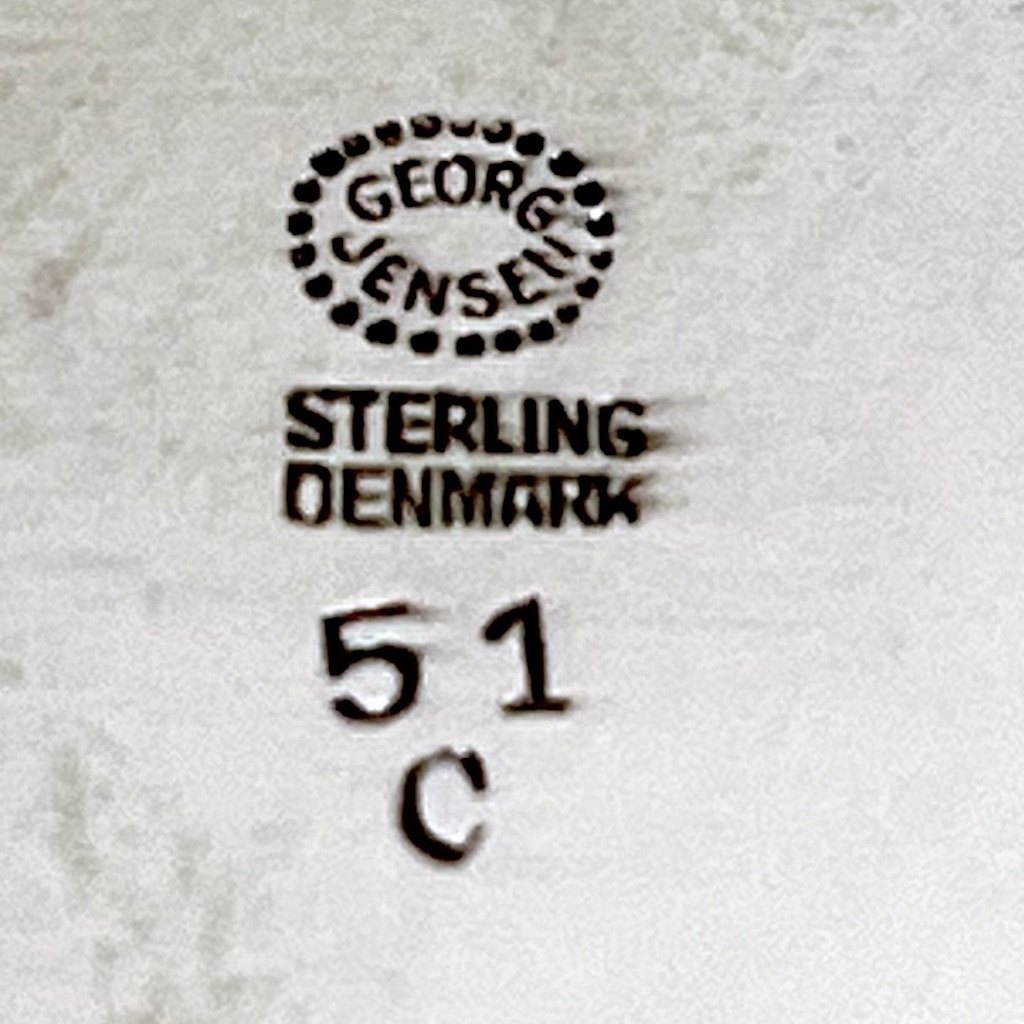 GEORG
JENSEN
STERLING
DENMARK
51
C